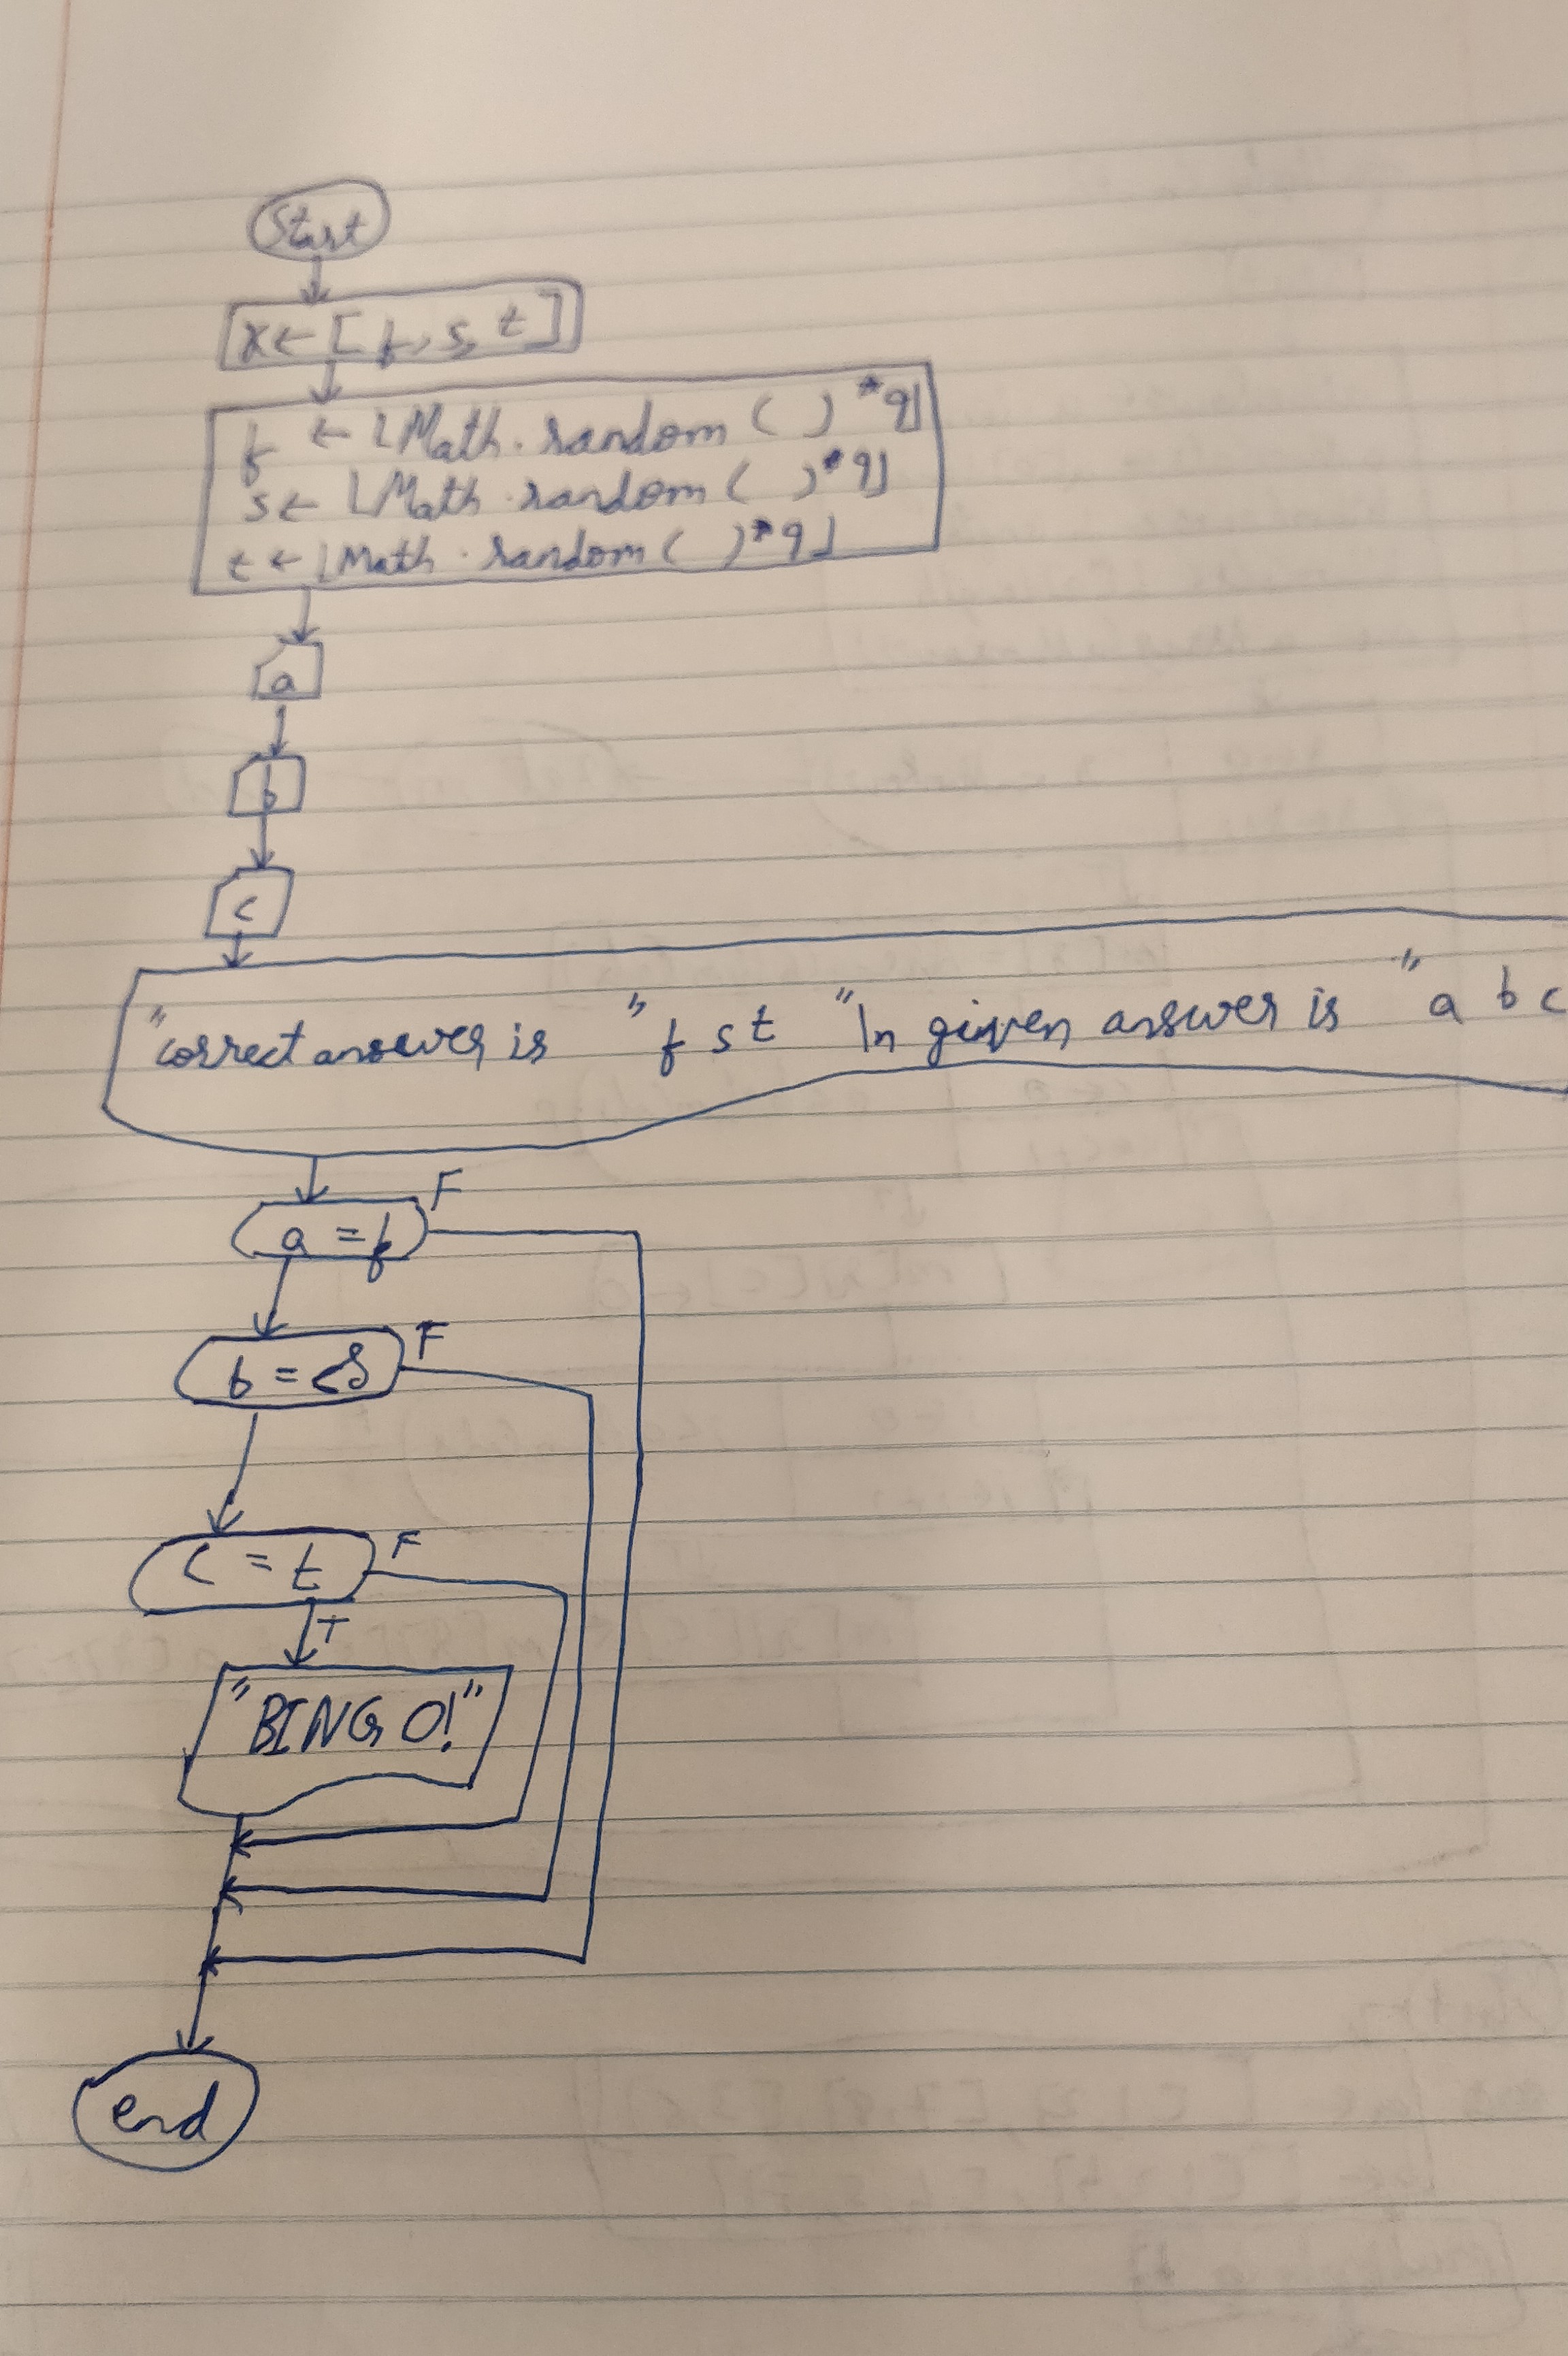 Start
x ← [ f, s, t ]
f ← ⌊Math.random ( ) *9⌋
s ← ⌊Math.random ( )*9⌋
t ← ⌊Math.random ( )*9⌋
a
b
c
"correct answer is " f s t "\n given answer is " a b c
a = f F
b = S F
c = t F
T
"BINGO!"
end